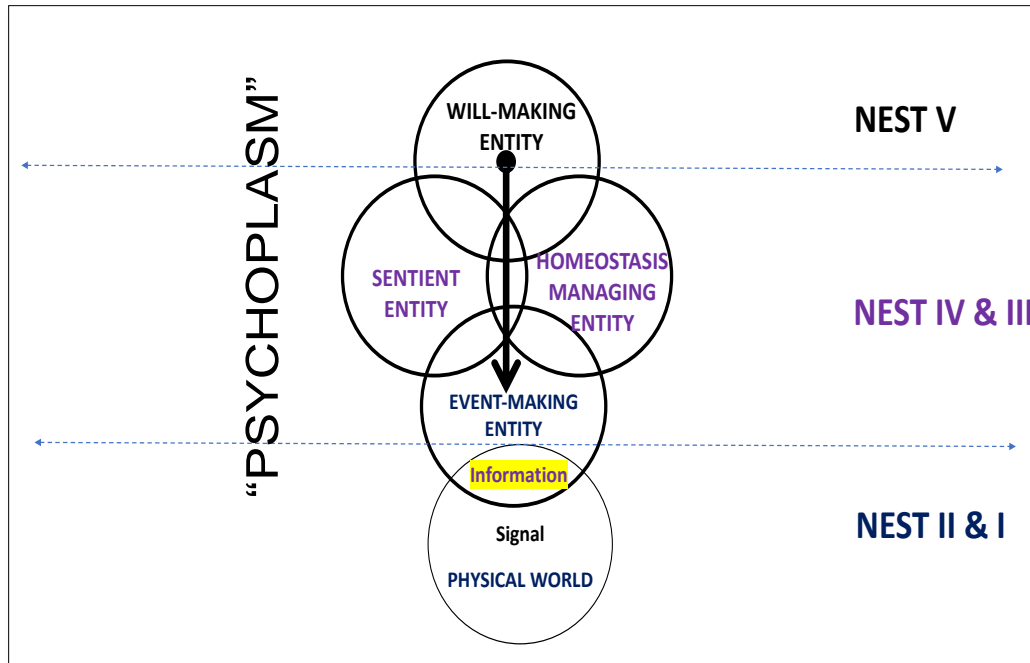 “PSYCHOPLASM”
WILL-MAKING
ENTITY
NEST V
SENTIENT
ENTITY
HOMEOSTASIS
MANAGING
ENTITY
NEST IV & III
EVENT-MAKING
ENTITY
Information
Signal
PHYSICAL WORLD
NEST II & I